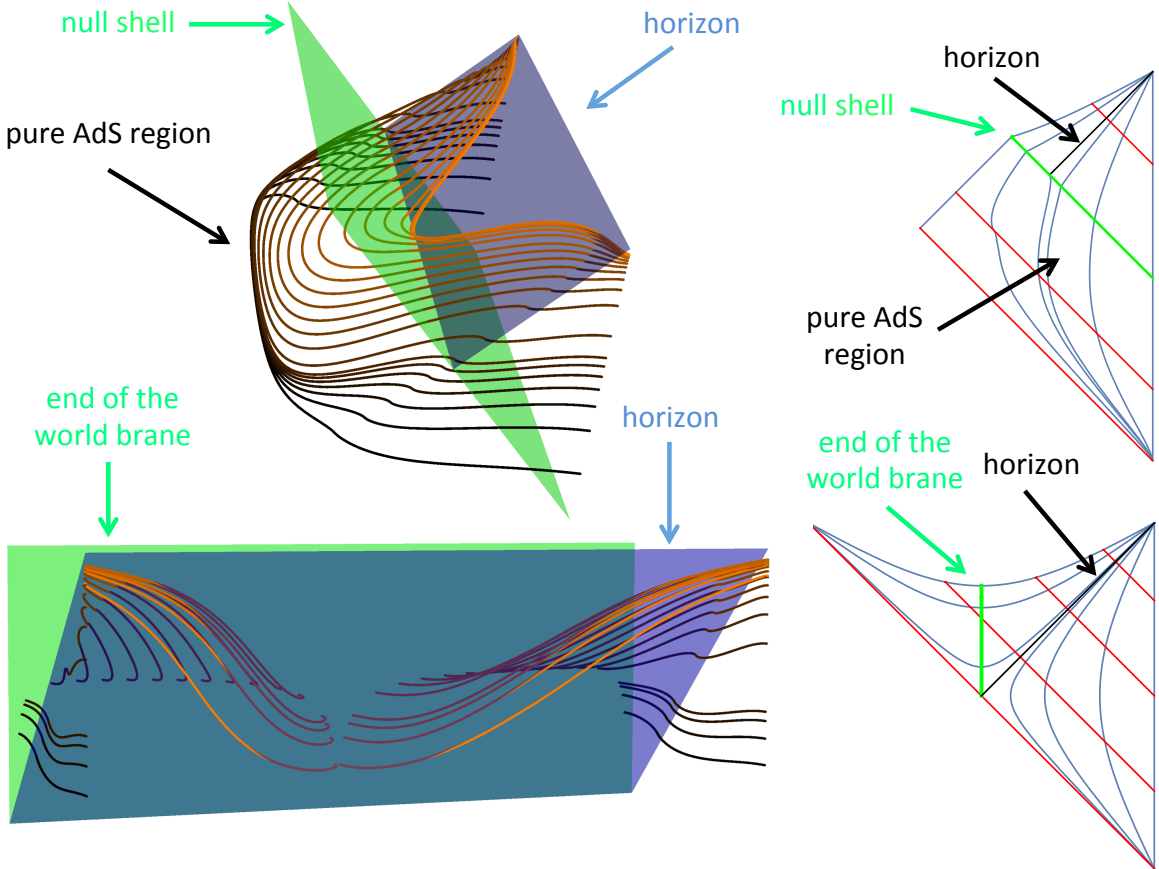 null shell
horizon
pure AdS region
horizon
null shell
pure AdS
region
end of the
world brane
horizon
end of the
world brane
horizon